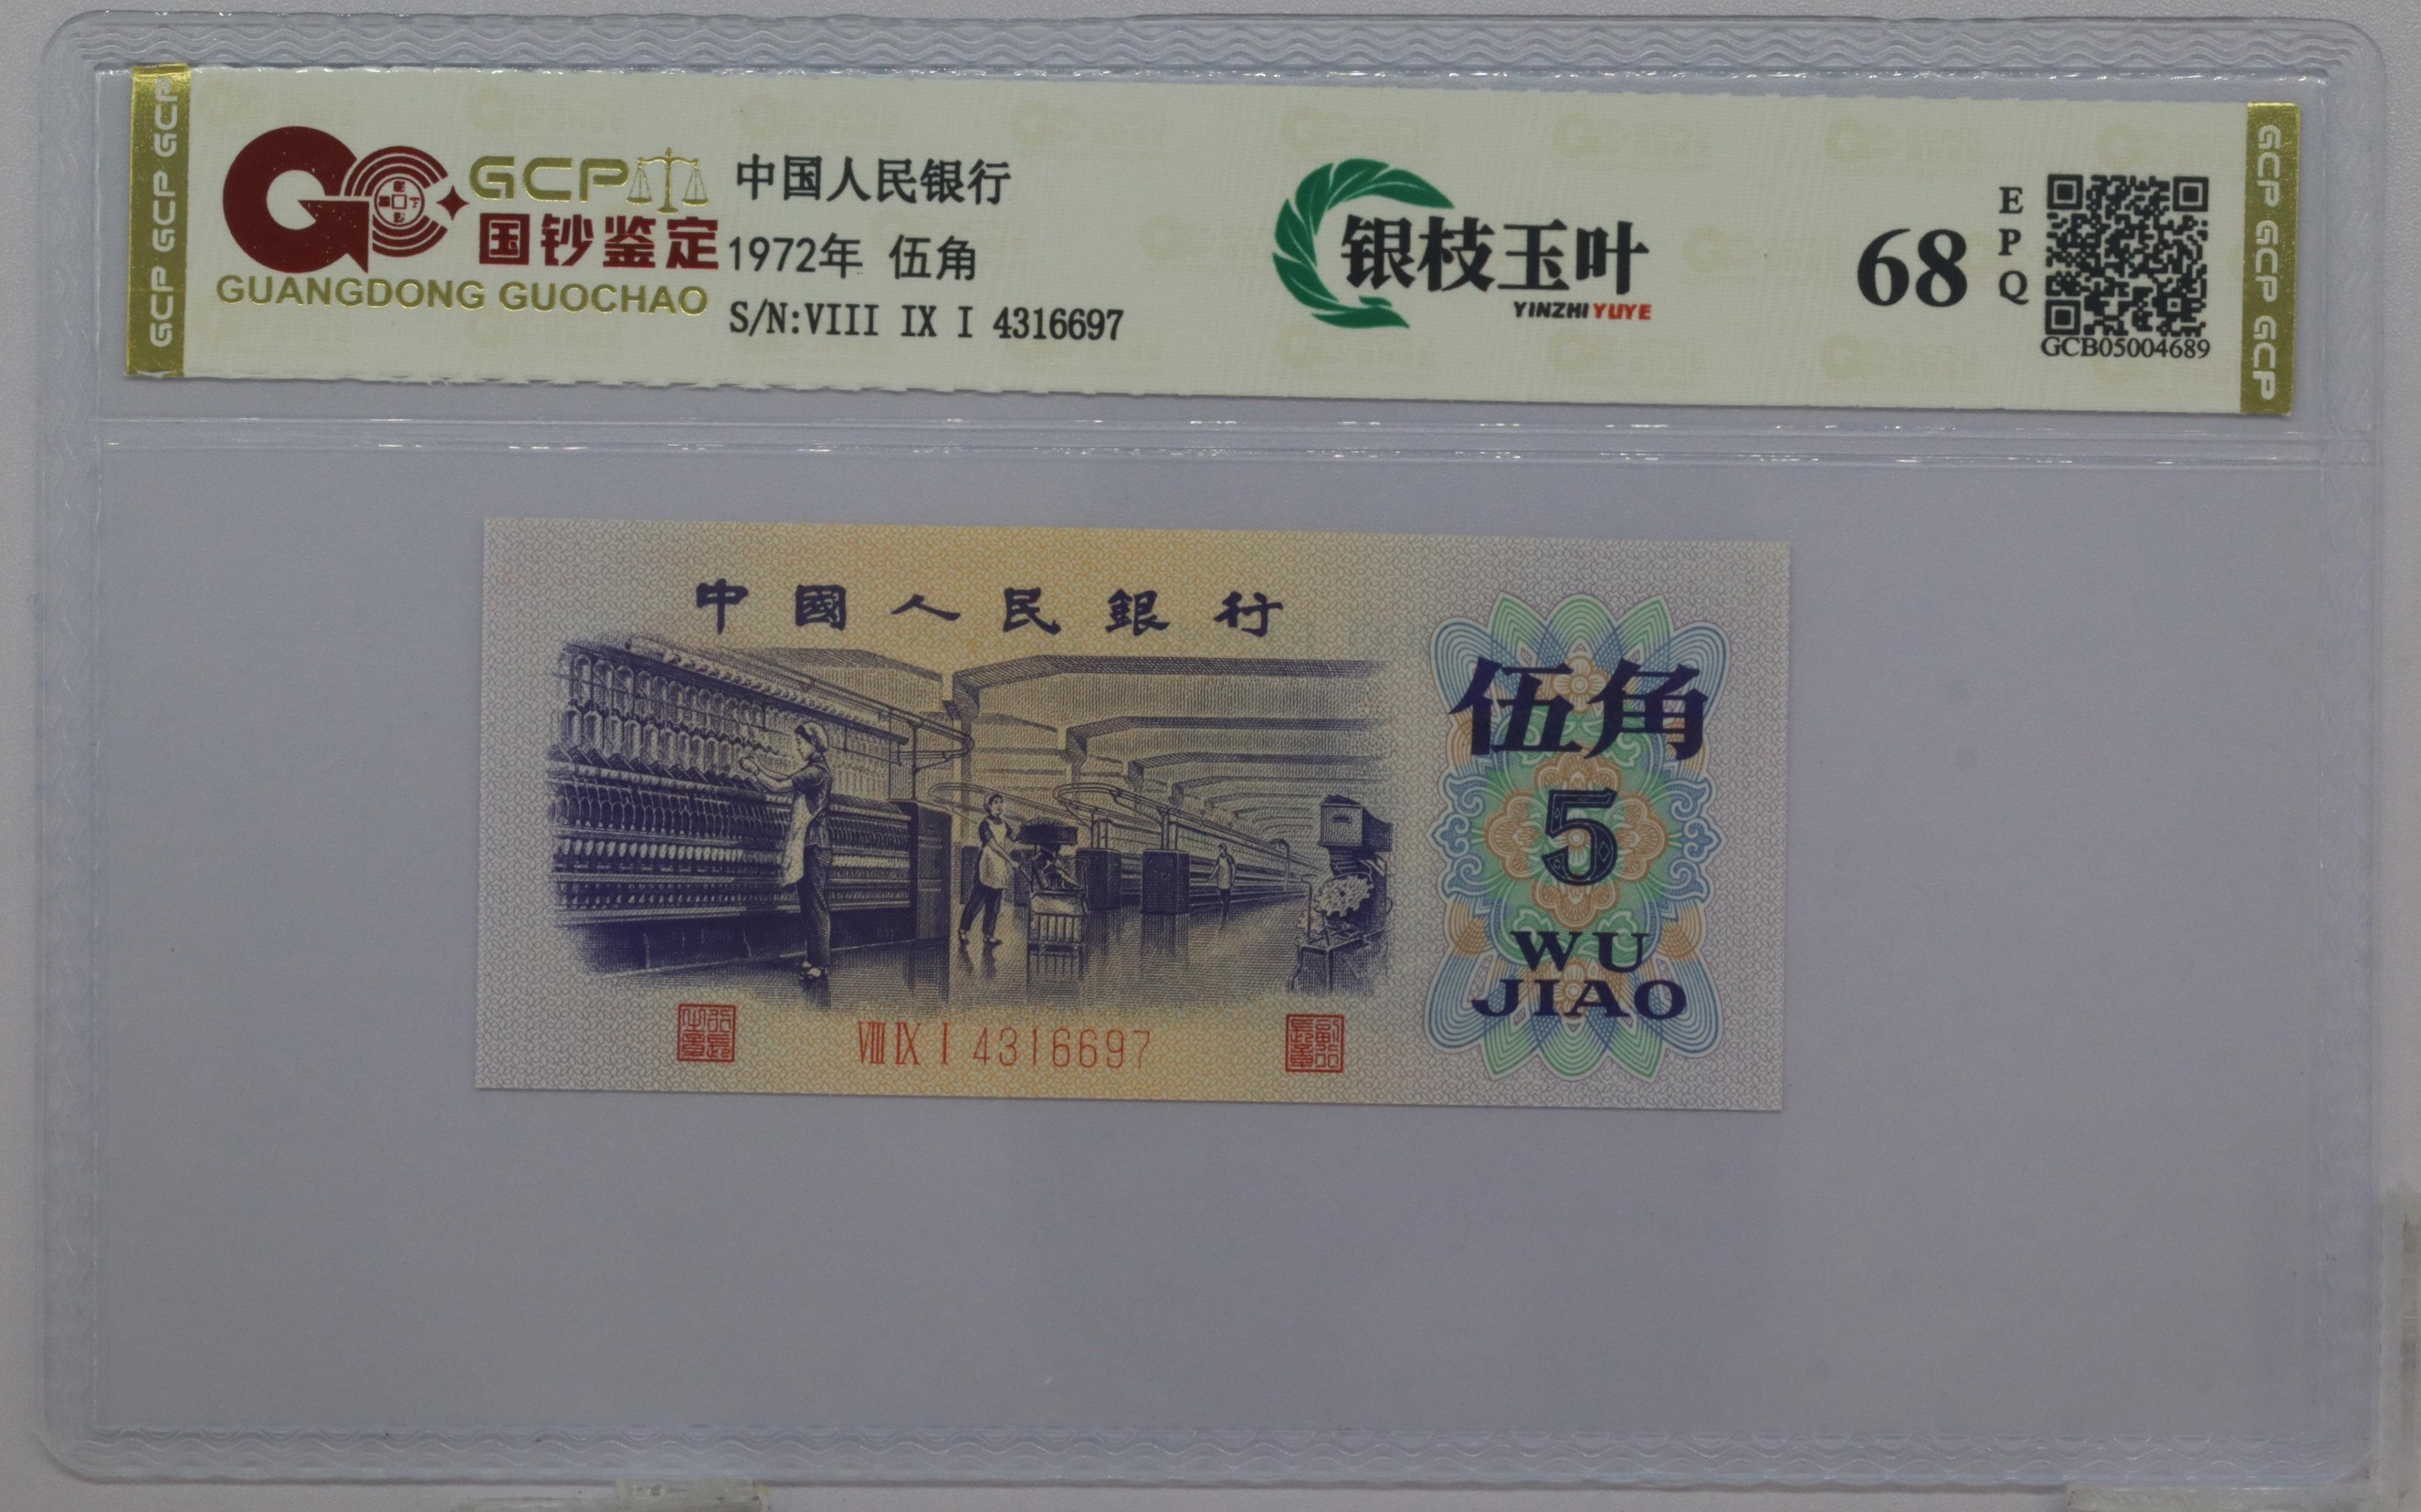 GCP GCP GCP
GCP
国钞鉴定
GUANGDONG GUOCHAO
中国人民银行
1972年 伍角
S/N:VIII IX I 4316697
银枝玉叶
YINZHI YUYE
68
EPQ
GCB05004689
GCP GCP GCP
中國人民銀行
伍角
5
WU
JIAO
VIII IX I 4316697